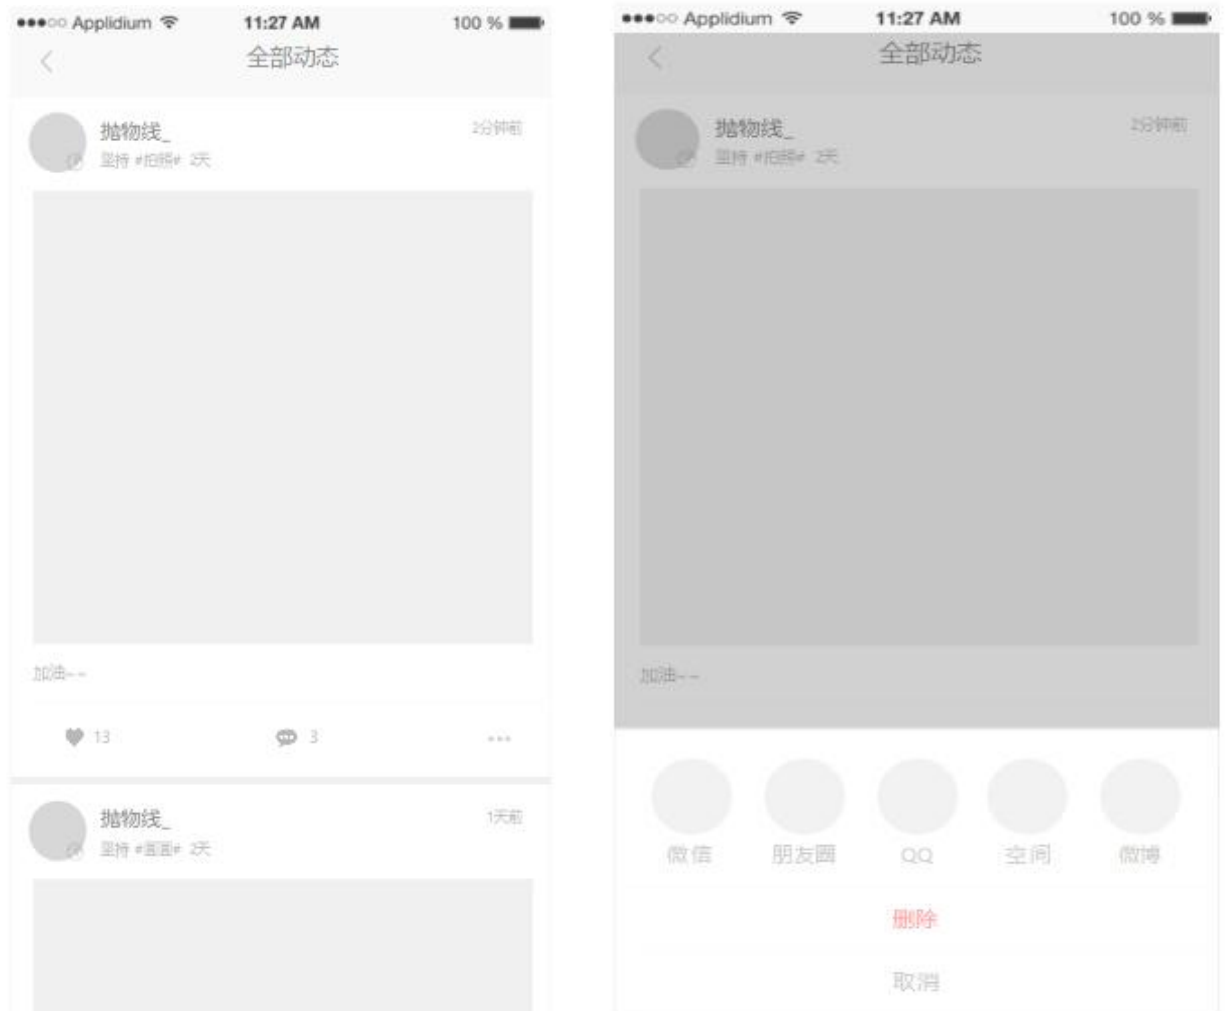 Applidium 11:27 AM 100 %
全部动态
抛物线_ 2分钟前
坚持 #拍照# 2天
加油~~
13 3 •••
抛物线_ 1天前
坚持 #画画# 2天
Applidium 11:27 AM 100 %
全部动态
抛物线_ 2分钟前
坚持 #拍照# 2天
加油~~
微信 朋友圈 QQ 空间 微博
删除
取消